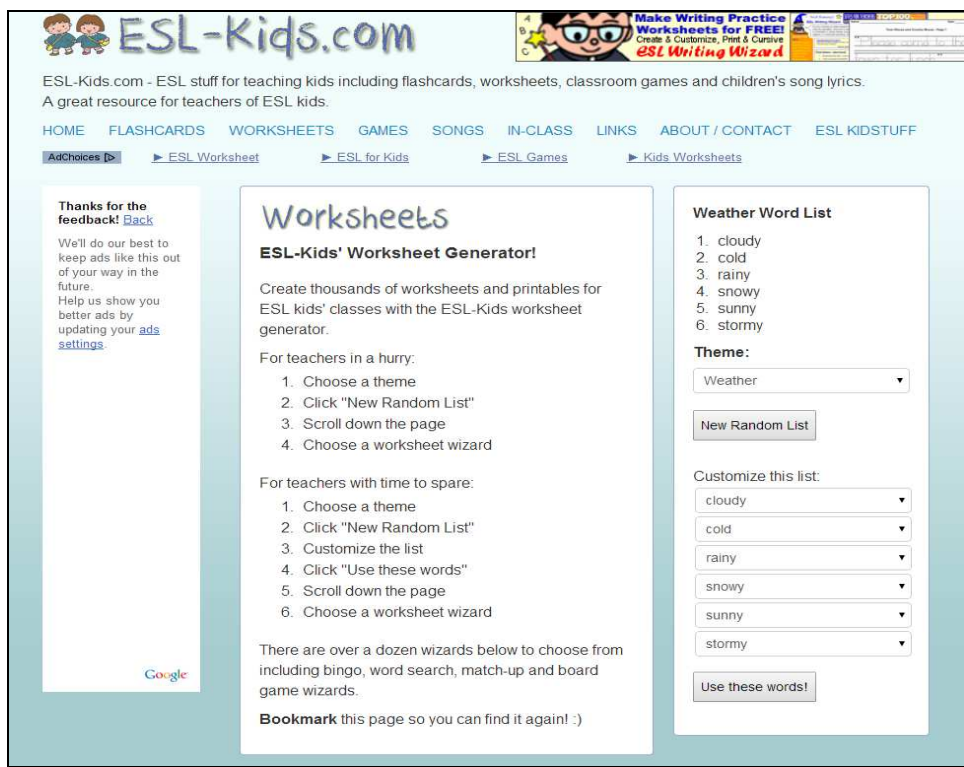 ESL-Kids.com
Make Writing Practice
Worksheets for FREE!
Create & Customize, Print & Cursive
ESL Writing Wizard
ESL-Kids.com - ESL stuff for teaching kids including flashcards, worksheets, classroom games and children's song lyrics.
A great resource for teachers of ESL kids.
HOME FLASHCARDS WORKSHEETS GAMES SONGS IN-CLASS LINKS ABOUT / CONTACT ESL KIDSTUFF
AdChoices ► ESL Worksheet ► ESL for Kids ► ESL Games ► Kids Worksheets
Thanks for the
feedback! Back
We'll do our best to
keep ads like this out
of your way in the
future.
Help us show you
better ads by
updating your ads
settings.
Google
Worksheets
ESL-Kids' Worksheet Generator!
Create thousands of worksheets and printables for
ESL kids' classes with the ESL-Kids worksheet
generator.
For teachers in a hurry:
1. Choose a theme
2. Click "New Random List"
3. Scroll down the page
4. Choose a worksheet wizard
For teachers with time to spare:
1. Choose a theme
2. Click "New Random List"
3. Customize the list
4. Click "Use these words"
5. Scroll down the page
6. Choose a worksheet wizard
There are over a dozen wizards below to choose from
including bingo, word search, match-up and board
game wizards.
Bookmark this page so you can find it again! :)
Weather Word List
1. cloudy
2. cold
3. rainy
4. snowy
5. sunny
6. stormy
Theme:
Weather
New Random List
Customize this list:
cloudy
cold
rainy
snowy
sunny
stormy
Use these words!